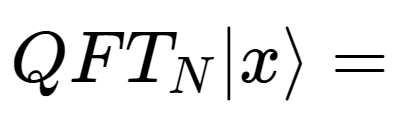 QFT_N|x⟩ =